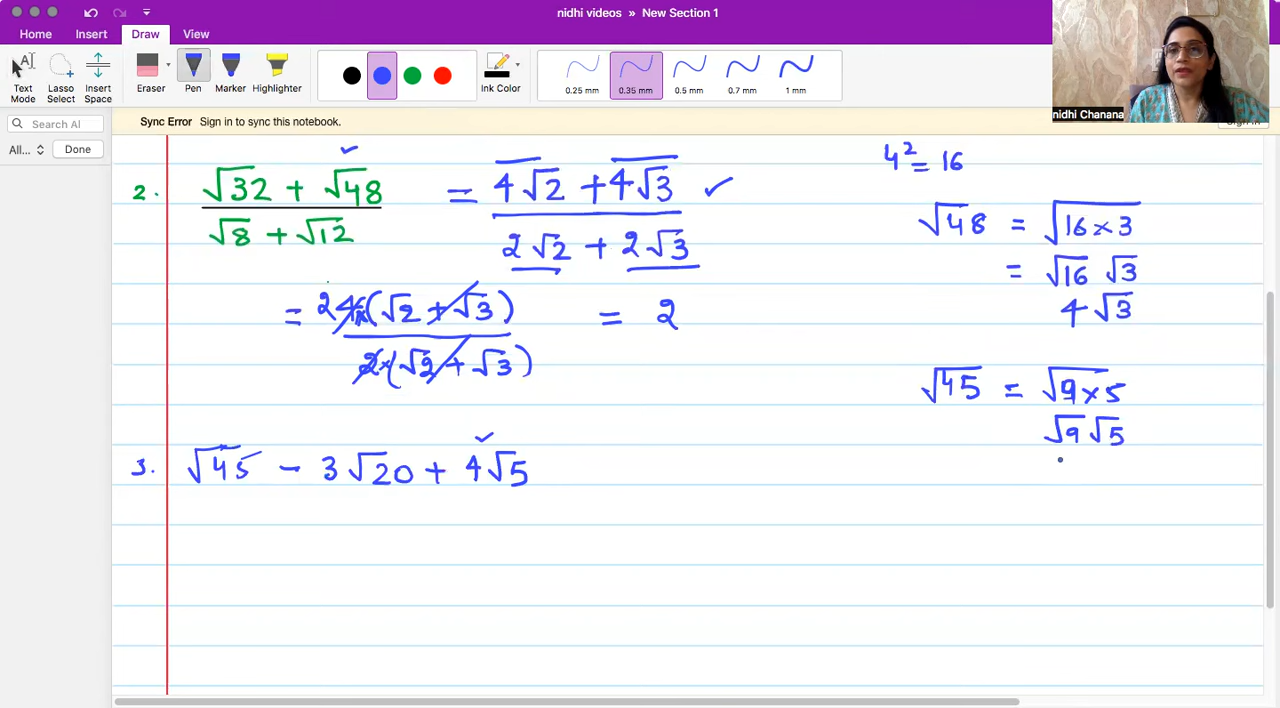 nidhi videos » New Section 1
Home Insert Draw View
Text Mode
Lasso Select
Insert Space
Eraser
Pen
Marker
Highlighter
Ink Color
0.25 mm
0.35 mm
0.5 mm
0.7 mm
1 mm
nidhi Chanana
Search Al
Sync Error Sign in to sync this notebook.
All... Done
4² = 16
2. (√32 + √48)/(√8 + √12) = (4√2 + 4√3)/(2√2 + 2√3) ✓
√48 = √16 × 3
= √16 √3
4√3
= 2 4×(√2 + √3)/2×(√2 + √3) = 2
√45 = √9 × 5
√9 √5
3. √45 − 3√20 + 4√5